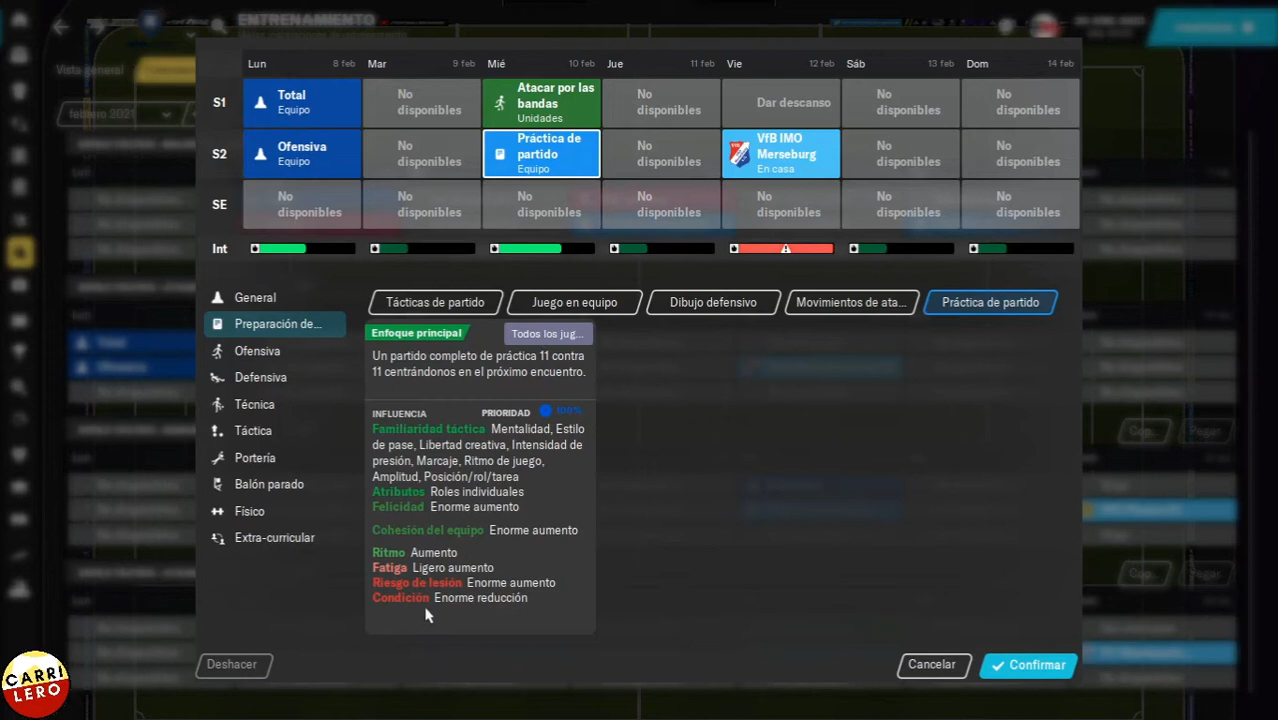 ENTRENAMIENTO
Vista general
febrero 2021
Lun 8 feb Mar 9 feb Mié 10 feb Jue 11 feb Vie 12 feb Sáb 13 feb Dom 14 feb
S1
Total
Equipo
No disponibles
Atacar por las bandas
Unidades
No disponibles
Dar descanso
No disponibles
No disponibles
S2
Ofensiva
Equipo
No disponibles
Práctica de partido
Equipo
No disponibles
VfB IMO Merseburg
En casa
No disponibles
No disponibles
SE
No disponibles
No disponibles
No disponibles
No disponibles
No disponibles
No disponibles
No disponibles
Int
General
Preparación de...
Ofensiva
Defensiva
Técnica
Táctica
Portería
Balón parado
Físico
Extra-curricular
Tácticas de partido
Juego en equipo
Dibujo defensivo
Movimientos de ata...
Práctica de partido
Enfoque principal
Todos los jug...
Un partido completo de práctica 11 contra
11 centrándonos en el próximo encuentro.
INFLUENCIA PRIORIDAD 100%
Familiaridad táctica Mentalidad, Estilo
de pase, Libertad creativa, Intensidad de
presión, Marcaje, Ritmo de juego,
Amplitud, Posición/rol/tarea
Atributos Roles individuales
Felicidad Enorme aumento
Cohesión del equipo Enorme aumento
Ritmo Aumento
Fatiga Ligero aumento
Riesgo de lesión Enorme aumento
Condición Enorme reducción
Deshacer
Cancelar
Confirmar
CARRI
LERO